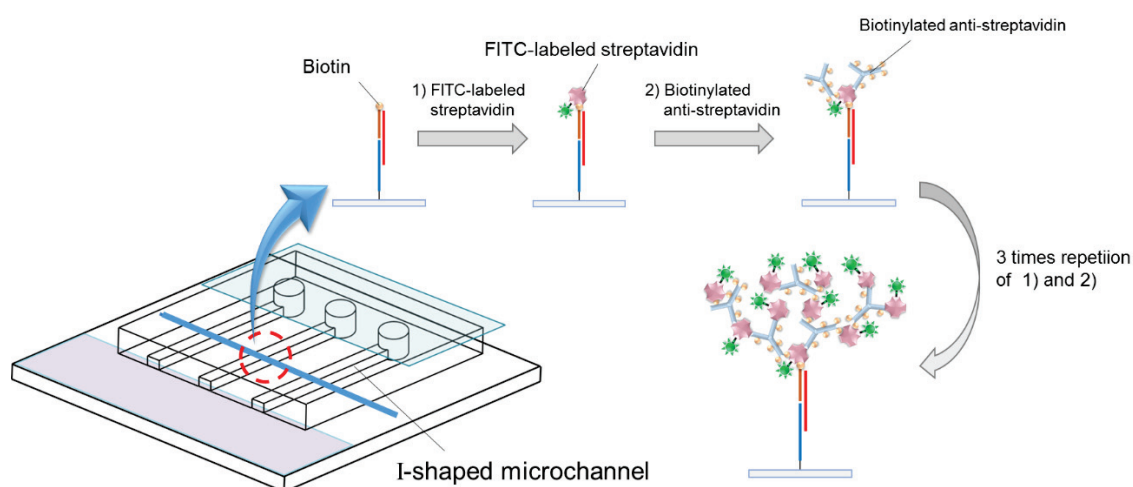 Biotin
1) FITC-labeled
streptavidin
FITC-labeled streptavidin
2) Biotinylated
anti-streptavidin
Biotinylated anti-streptavidin
3 times repetiion
of 1) and 2)
I-shaped microchannel